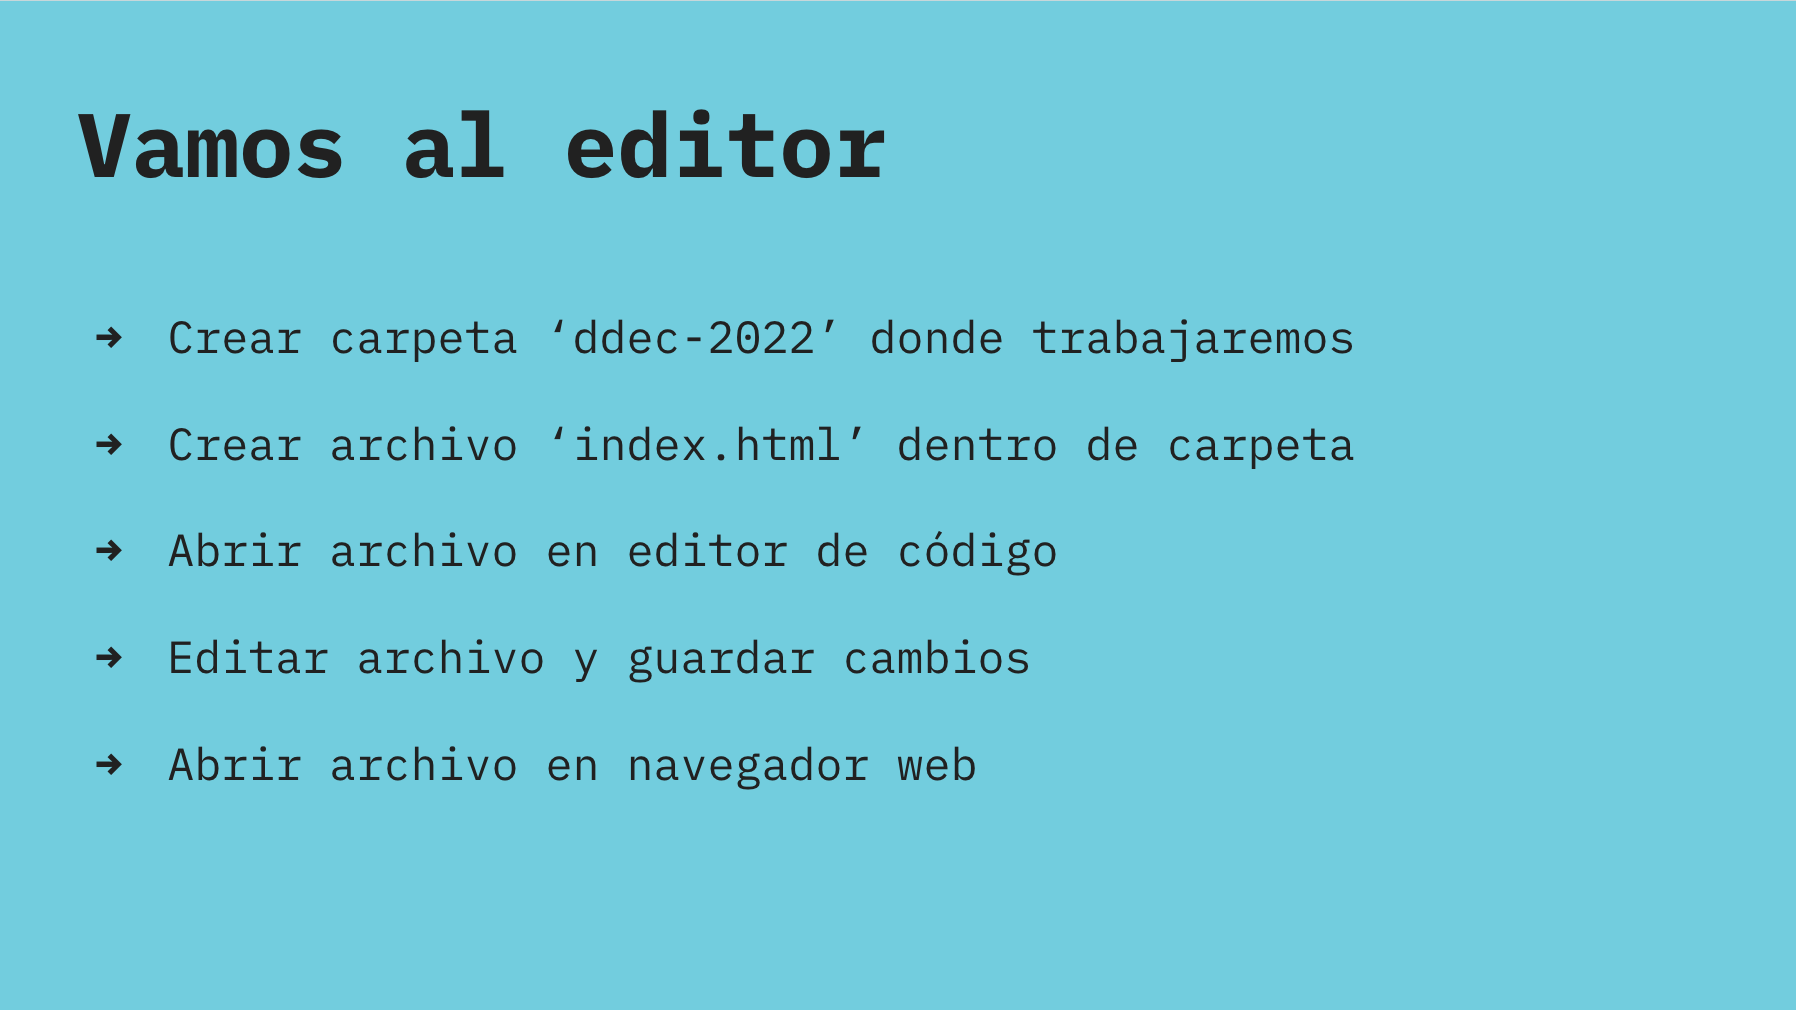 Vamos al editor
→ Crear carpeta ‘ddec-2022’ donde trabajaremos
→ Crear archivo ‘index.html’ dentro de carpeta
→ Abrir archivo en editor de código
→ Editar archivo y guardar cambios
→ Abrir archivo en navegador web